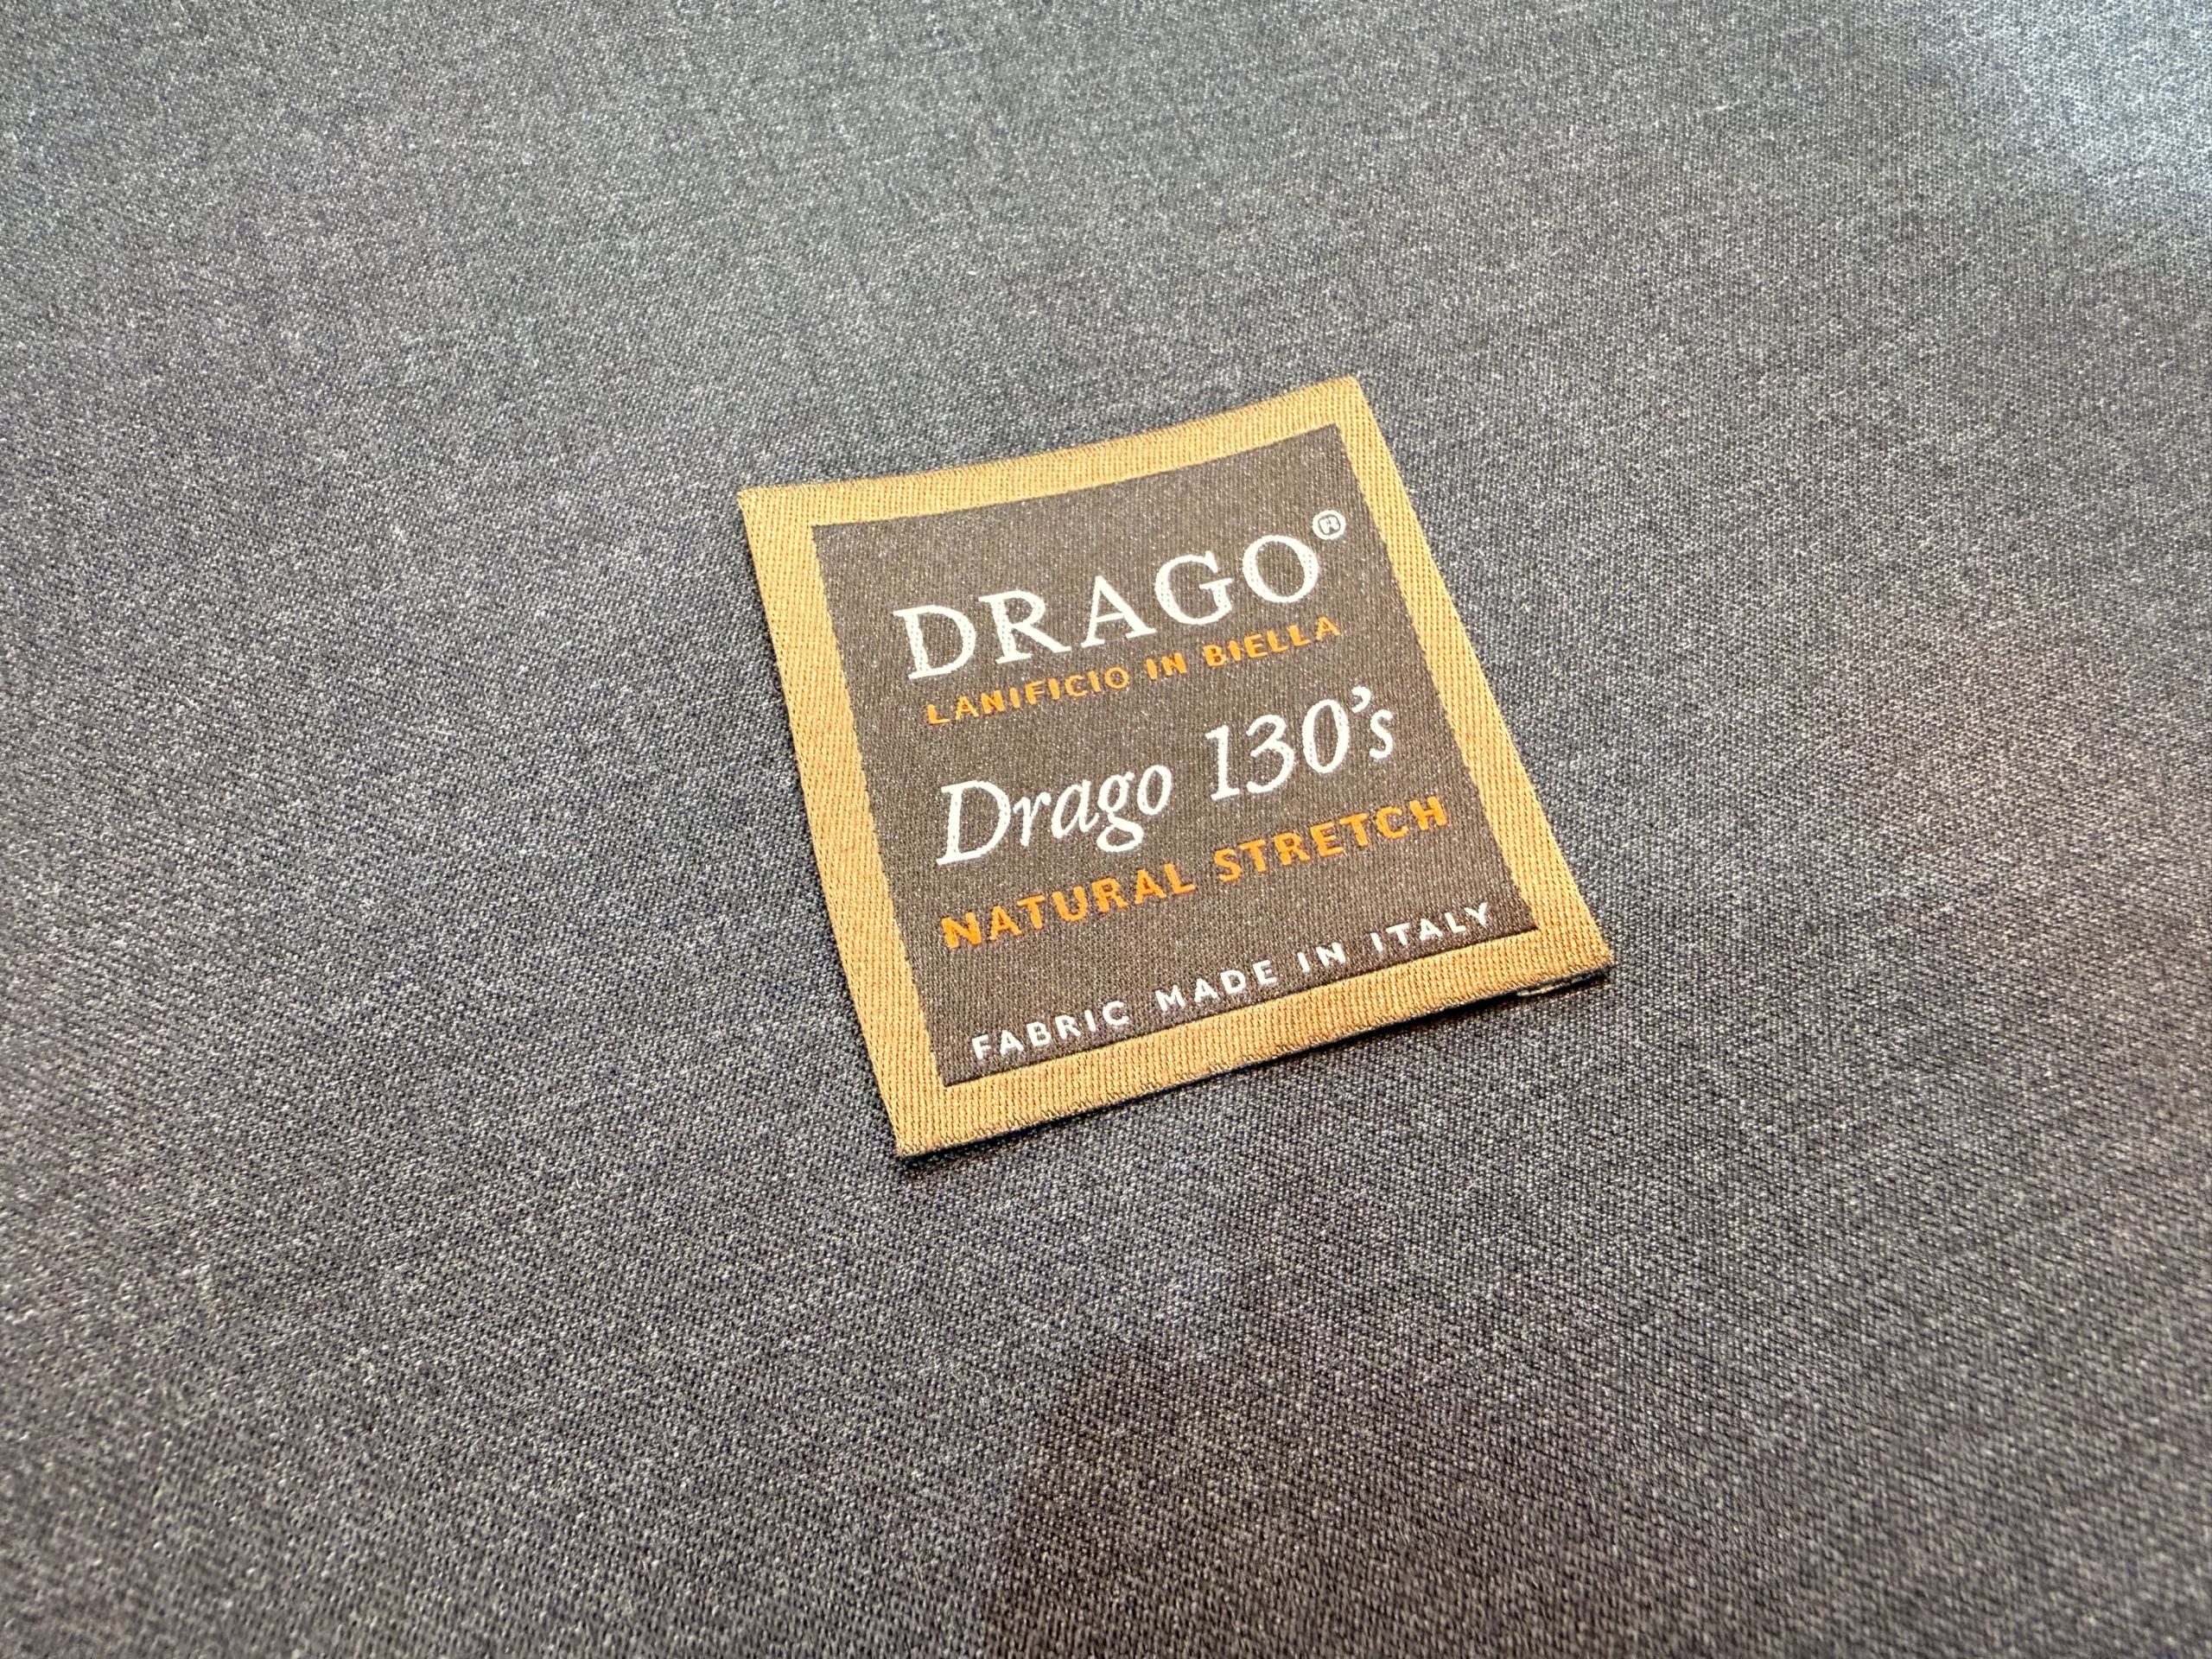 DRAGO®
LANIFICIO IN BIELLA
Drago 130's
NATURAL STRETCH
FABRIC MADE IN ITALY